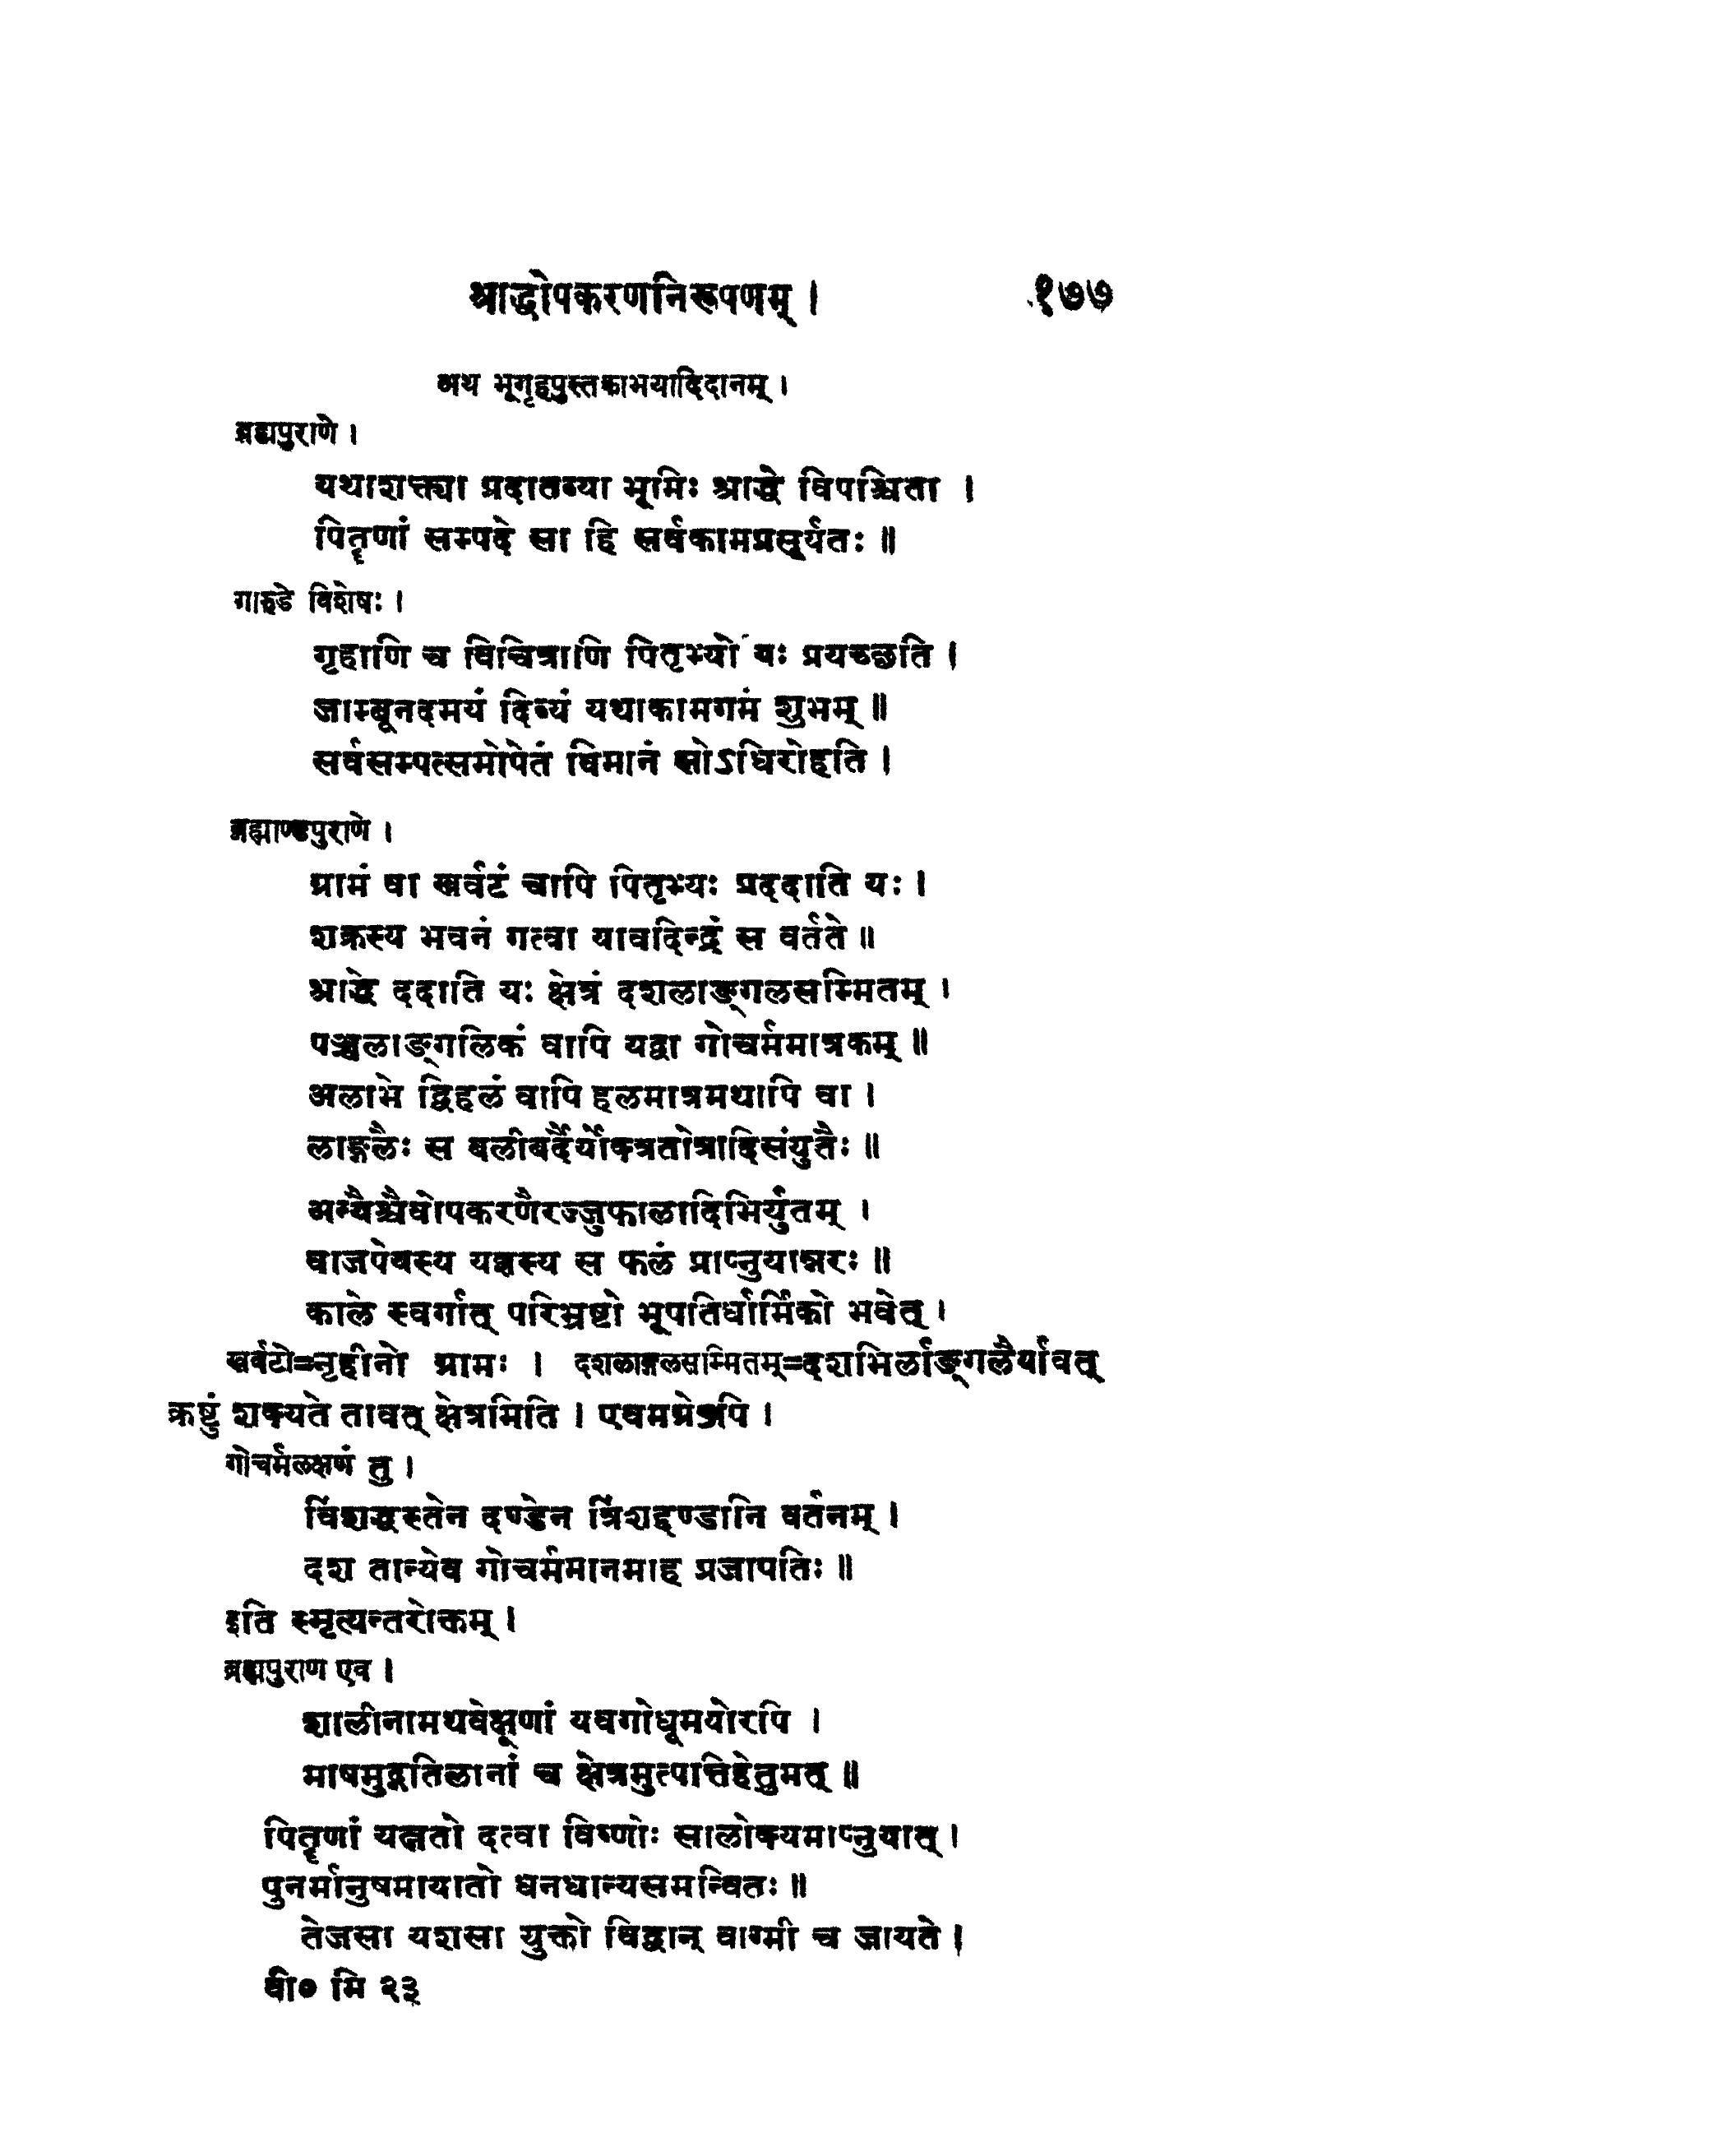 श्राद्धोपकरणनिरूपणम् । १७७
अथ भूगृहपुस्तकाभयादिदानम् ।
ब्रह्मपुराणे ।
यथाशक्त्या प्रदातव्या भूमिः श्राद्धे विपश्चिता ।
पितॄणां सम्पदे सा हि सर्वकामप्रसूर्यतः ॥
गारुडे विशेषः ।
गृहाणि च विचित्राणि पितृभ्यो यः प्रयच्छति ।
जाम्बूनदमयं दिव्यं यथाकामगमं शुभम् ॥
सर्वसम्पत्समोपेतं विमानं सोऽधिरोहति ।
ब्रह्माण्डपुराणे ।
ग्रामं वा खर्वटं वापि पितृभ्यः प्रददाति यः ।
शक्रस्य भवनं गत्वा यावदिन्द्रं स वर्तते ॥
श्राद्धे ददाति यः क्षेत्रं दशलाङ्गलसम्मितम् ।
पञ्चलाङ्गलिकं वापि यद्वा गोचर्ममात्रकम् ॥
अलाभे द्विहलं वापि हलमात्रमथापि वा ।
लाङ्गलैः स बलीबर्दैर्योक्त्रतोत्रादिसंयुतैः ॥
अन्यैश्चैवोपकरणैरज्जुफालादिभिर्युतम् ।
वाजपेयस्य यज्ञस्य स फलं प्राप्नुयान्नरः ॥
काले स्वर्गात् परिभ्रष्टो भूपतिर्धार्मिको भवेत् ।
खर्वटो=नृहीनो ग्रामः । दशलाङ्गलसम्मितम्=दशभिर्लाङ्गलैर्यावत्
क्रष्टुं शक्यते तावत् क्षेत्रमिति । एवमग्रेऽपि ।
गोचर्मलक्षणं तु ।
विंशद्धस्तेन दण्डेन त्रिंशद्दण्डानि वर्तनम् ।
दश तान्येव गोचर्ममानमाह प्रजापतिः ॥
इति स्मृत्यन्तरोक्तम् ।
ब्रह्मपुराण एव ।
शालीनामथवेक्षूणां यवगोधूमयोरपि ।
माषमुद्गतिलानां च क्षेत्रमुत्पत्तिहेतुमत् ॥
पितॄणां यत्नतो दत्वा विष्णोः सालोक्यमाप्नुयात् ।
पुनर्मानुषमायातो धनधान्यसमन्वितः ॥
तेजसा यशसा युक्तो विद्वान् वाग्मी च जायते ।
वी० मि २३